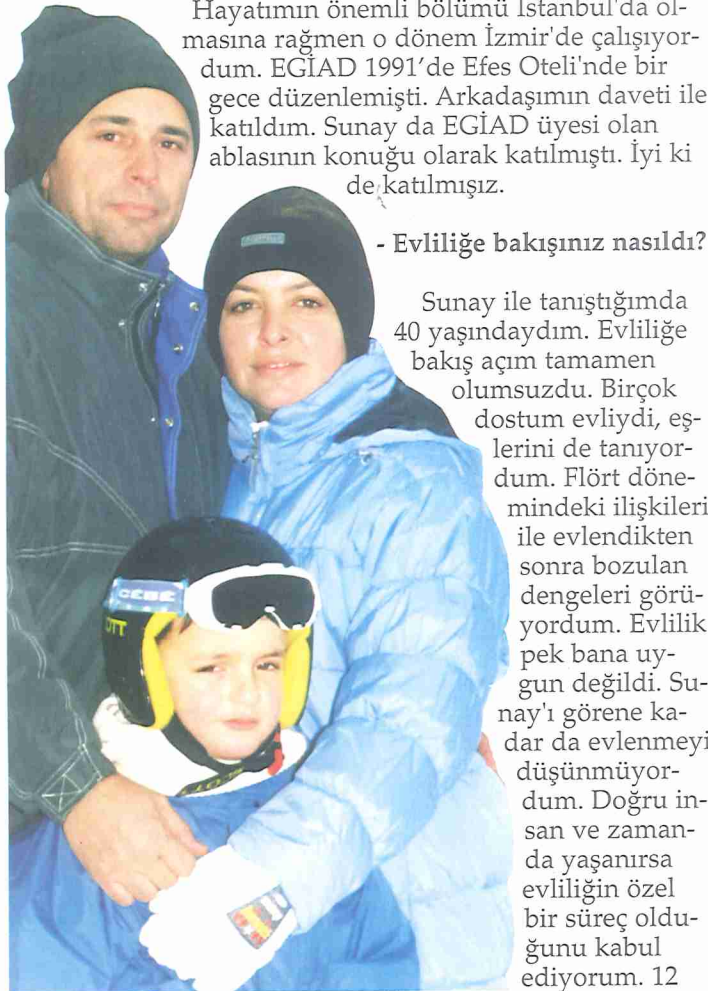 Hayatımın önemli bölümü İstanbul'da ol-
masına rağmen o dönem İzmir'de çalışıyor-
dum. EGİAD 1991'de Efes Oteli'nde bir
gece düzenlemişti. Arkadaşımın daveti ile
katıldım. Sunay da EGİAD üyesi olan
ablasının konuğu olarak katılmıştı. İyi ki
de katılmışız.
- Evliliğe bakışınız nasıldı?
Sunay ile tanıştığımda
40 yaşındaydım. Evliliğe
bakış açım tamamen
olumsuzdu. Birçok
dostum evliydi, eş-
lerini de tanıyor-
dum. Flört döne-
mindeki ilişkileri
ile evlendikten
sonra bozulan
dengeleri görü-
yordum. Evlilik
pek bana uy-
gun değildi. Su-
nay'ı görene ka-
dar da evlenmeyi
düşünmüyor-
dum. Doğru in-
san ve zaman-
da yaşanırsa
evliliğin özel
bir süreç oldu-
ğunu kabul
ediyorum. 12
CÉBÉ
OTT